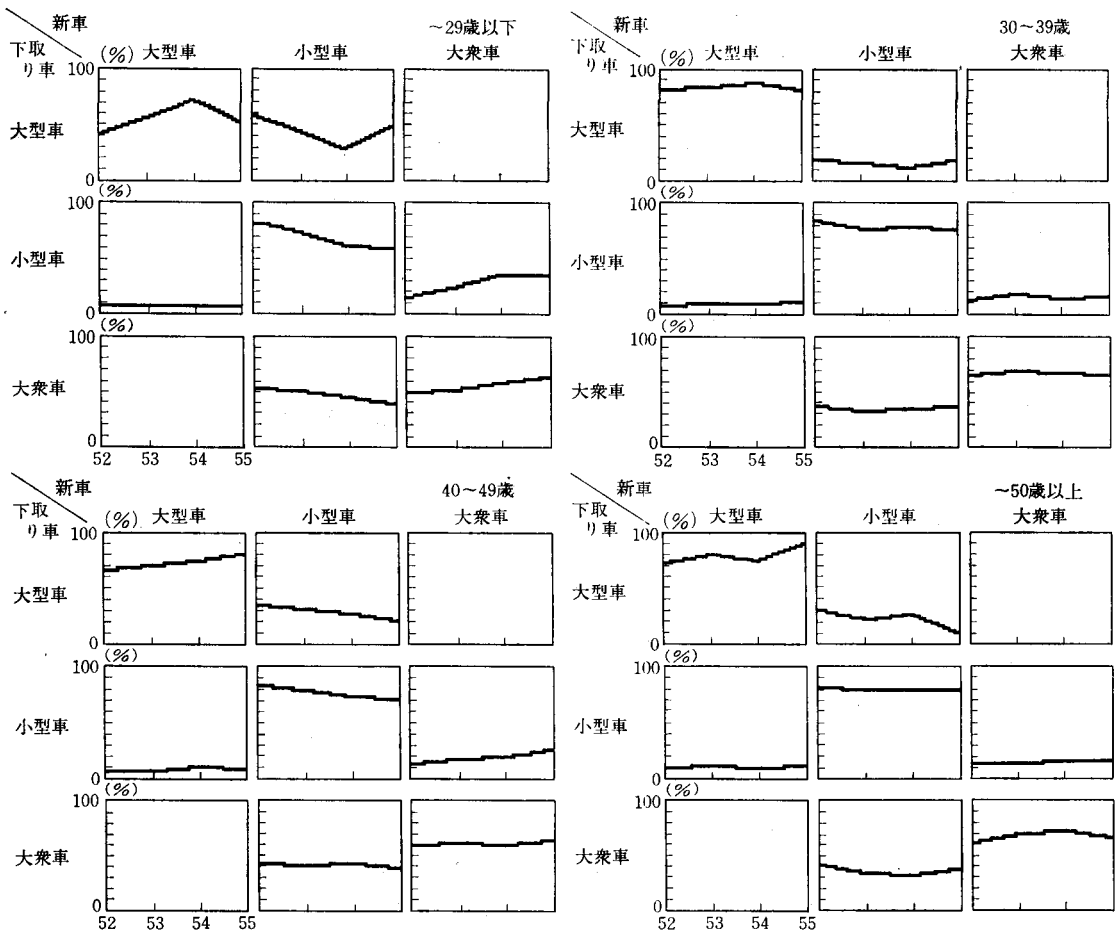 新車
~29歳以下
下取り車
(%) 大型車
小型車
大衆車
100
大型車
0
(%)
100
小型車
0
(%)
100
大衆車
0
52 53 54 55
新車
30~39歳
下取り車
(%) 大型車
小型車
大衆車
100
大型車
0
(%)
100
小型車
0
(%)
100
大衆車
0
52 53 54 55
新車
40~49歳
下取り車
(%) 大型車
小型車
大衆車
100
大型車
0
(%)
100
小型車
0
(%)
100
大衆車
0
52 53 54 55
新車
~50歳以上
下取り車
(%) 大型車
小型車
大衆車
100
大型車
0
(%)
100
小型車
0
(%)
100
大衆車
0
52 53 54 55